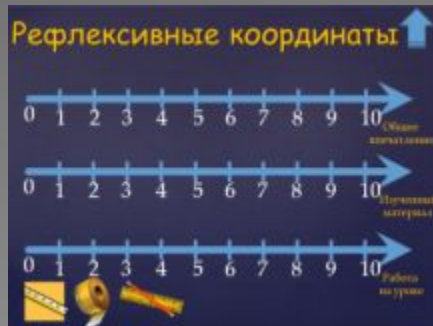 Рефлексивные координаты
0 1 2 3 4 5 6 7 8 9 10
Общее
впечатление
0 1 2 3 4 5 6 7 8 9 10
Изученный
материал
0 1 2 3 4 5 6 7 8 9 10
Работа
на уроке